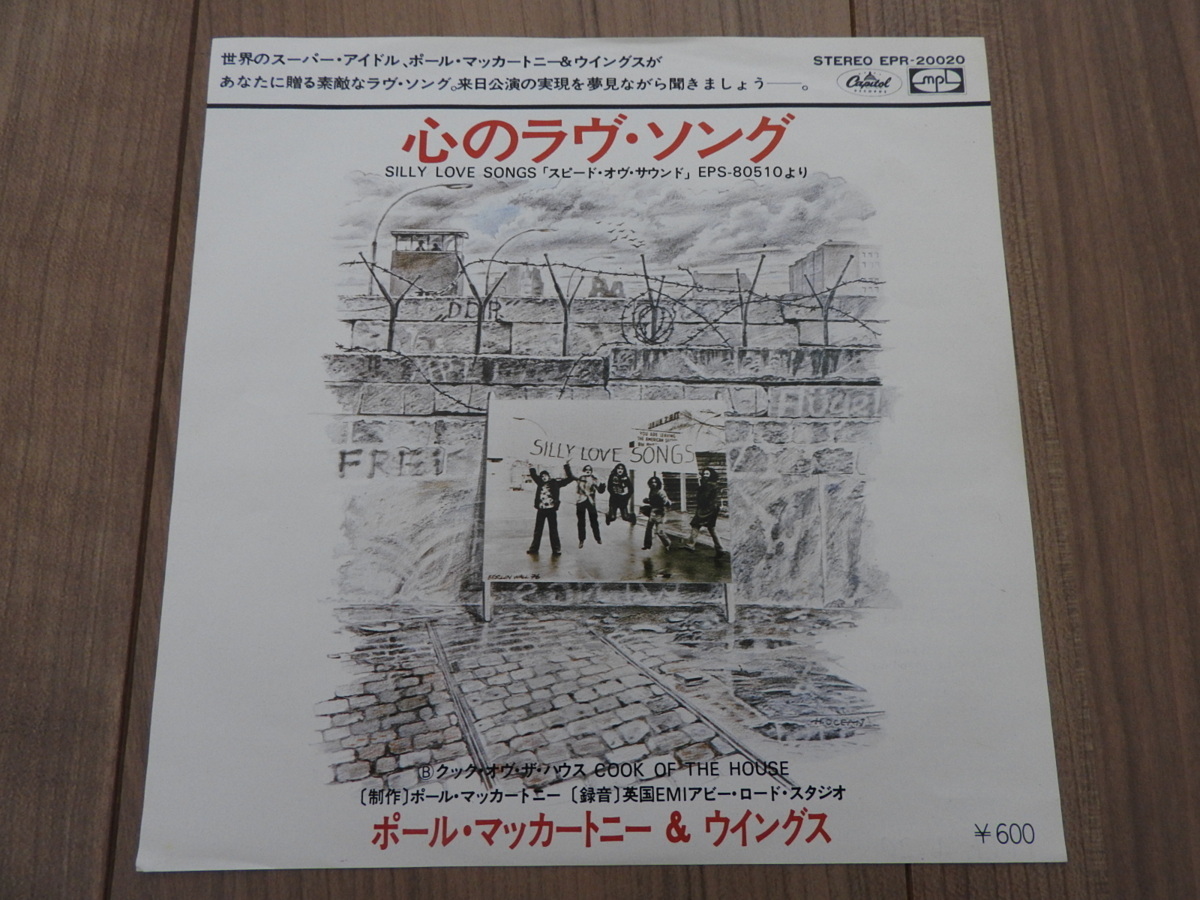 世界のスーパー・アイドル、ポール・マッカートニー&ウイングスが
あなたに贈る素敵なラヴ・ソング。来日公演の実現を夢見ながら聞きましょう——。
STEREO EPR-20020
Capitol
RECORDS
mpl
心のラヴ・ソング
SILLY LOVE SONGS「スピード・オヴ・サウンド」EPS-80510より
DDR
FREI
SILLY LOVE SONGS
Ⓑクック・オヴ・ザ・ハウス COOK OF THE HOUSE
〔制作〕ポール・マッカートニー 〔録音〕英国EMIアビー・ロード・スタジオ
ポール・マッカートニー & ウイングス
¥600